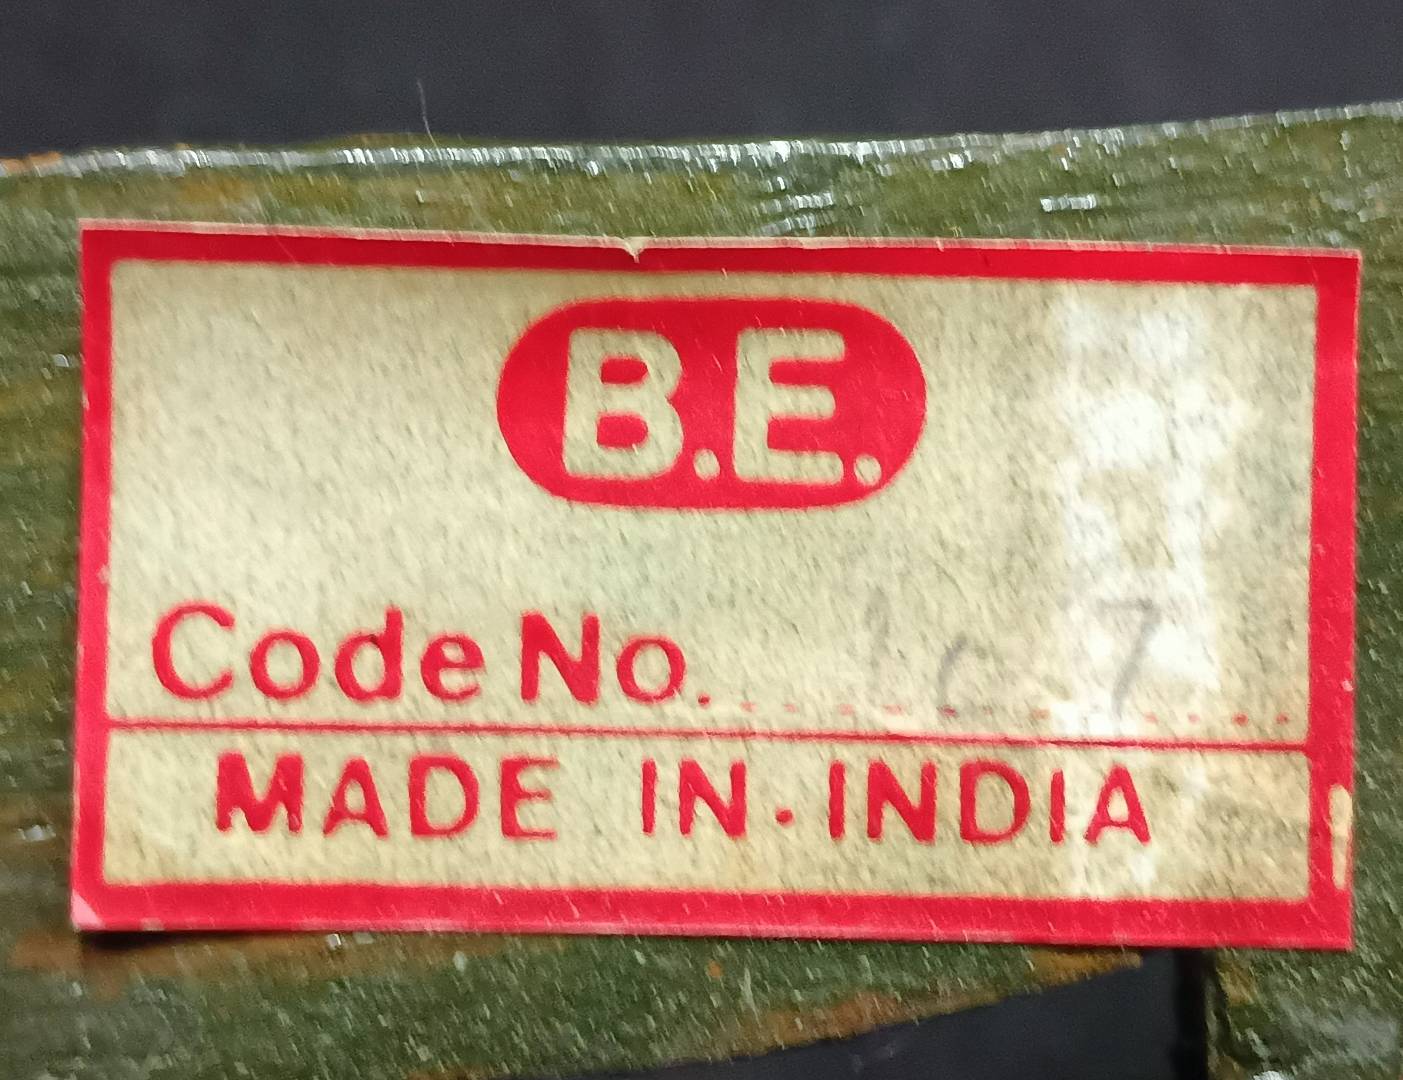 B.E.
Code No.
MADE IN·INDIA